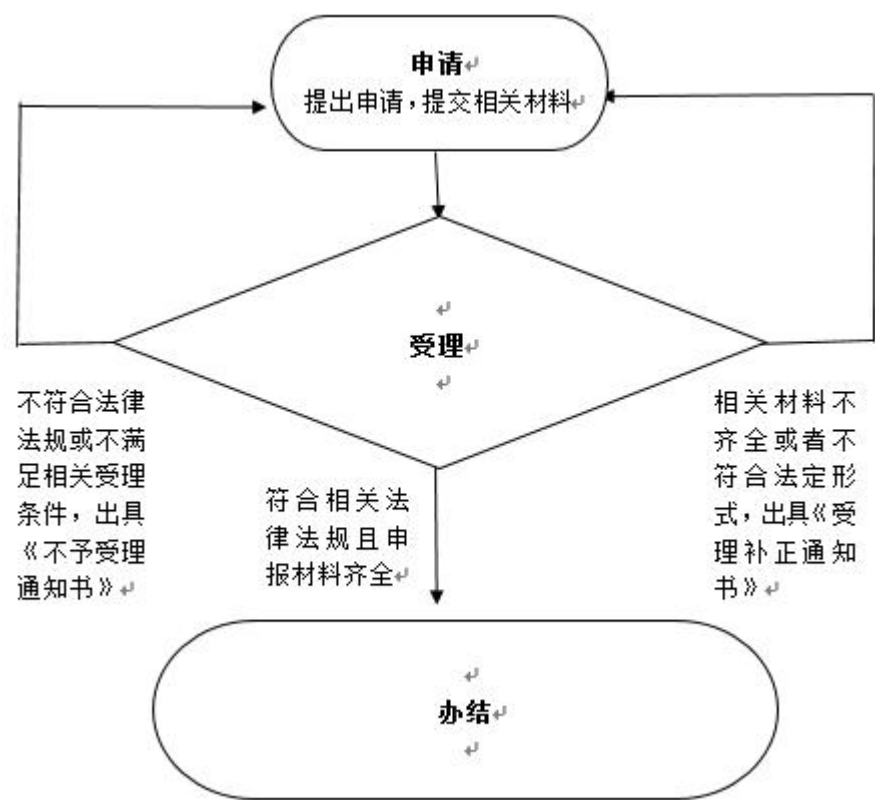 申请
提出申请，提交相关材料
受理
不符合法律
法规或不满
足相关受理
条件，出具
《不予受理
通知书》
符合相关法
律法规且申
报材料齐全
相关材料不
齐全或者不
符合法定形
式，出具《受
理补正通知
书》
办结